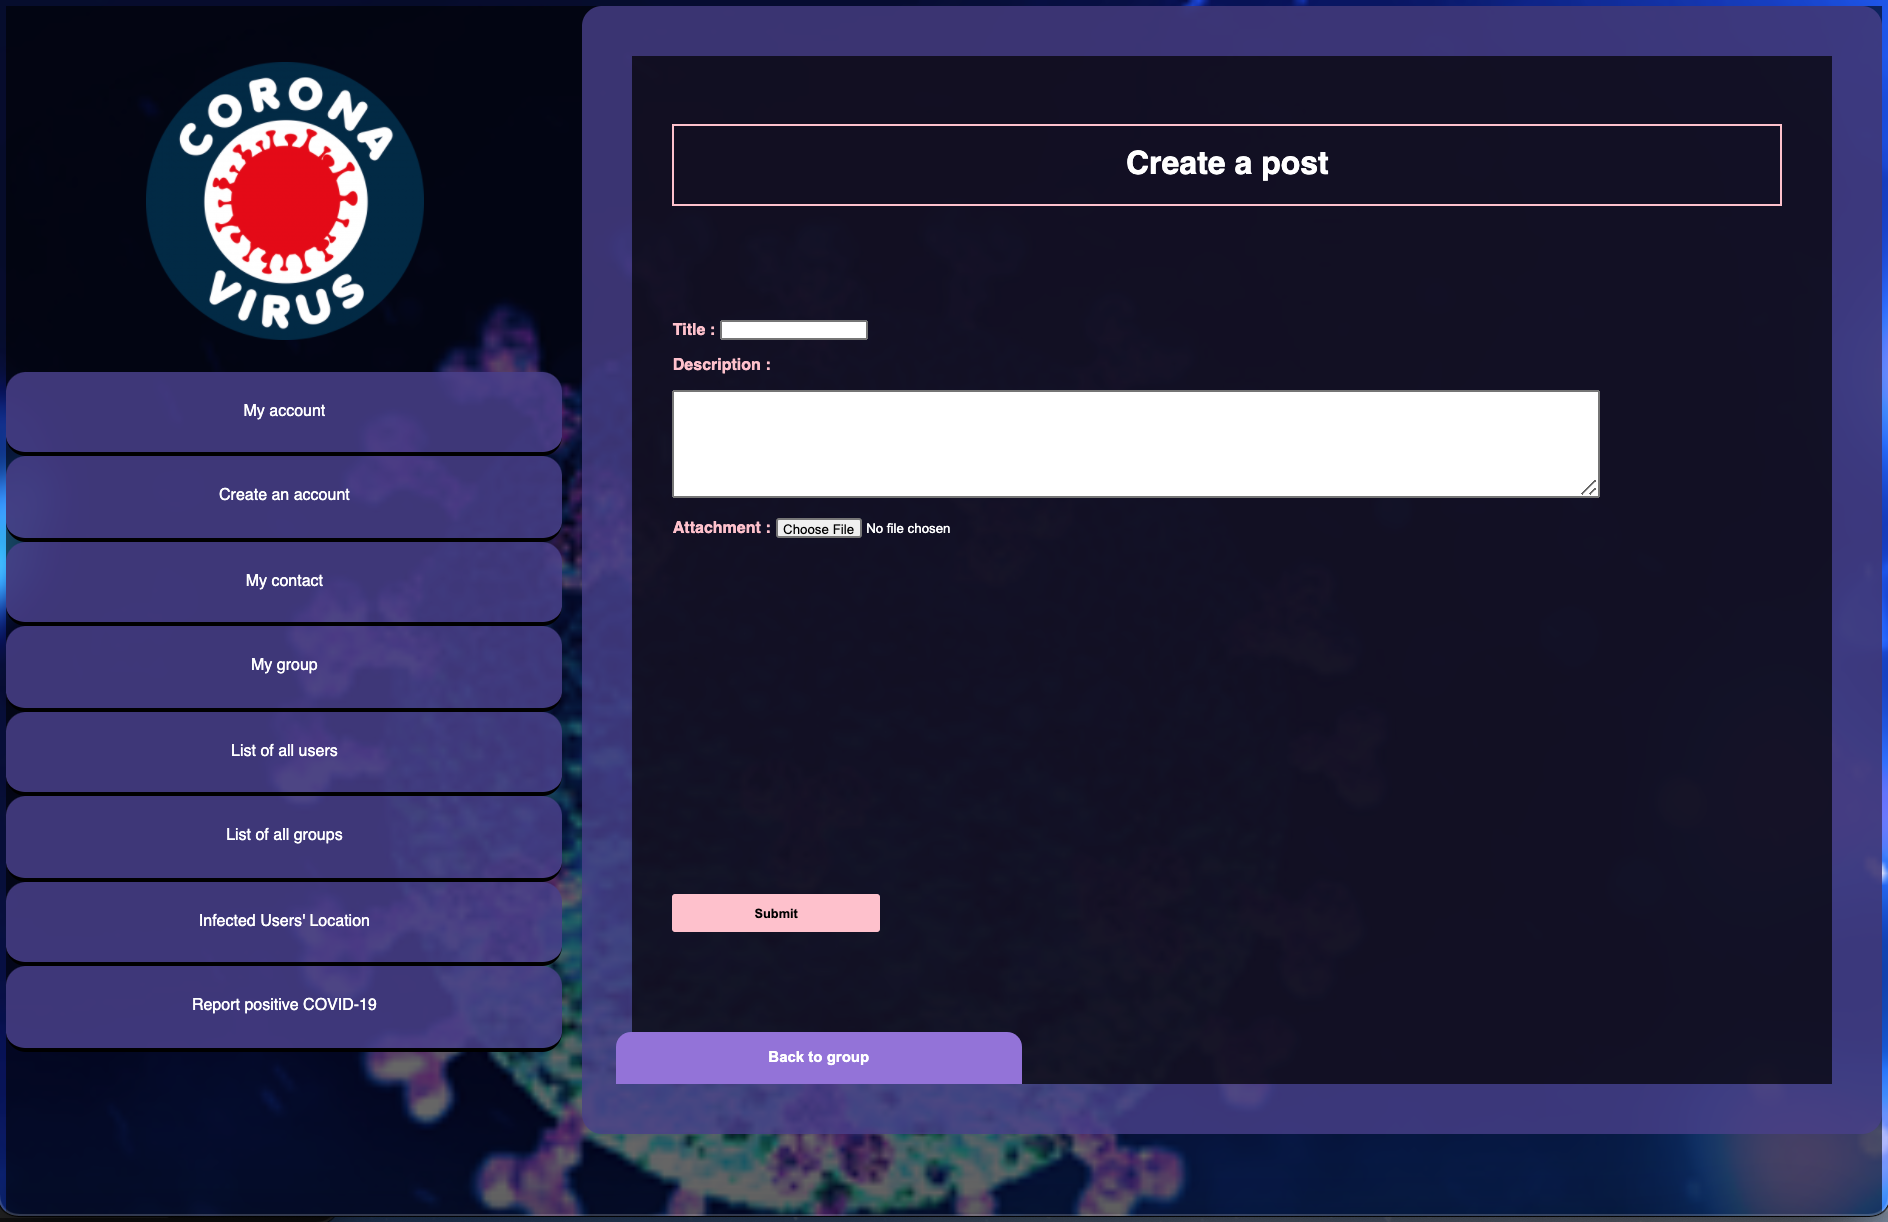 CORONA
VIRUS
My account
Create an account
My contact
My group
List of all users
List of all groups
Infected Users' Location
Report positive COVID-19
Create a post
Title :
Description :
Attachment : Choose File No file chosen
Submit
Back to group